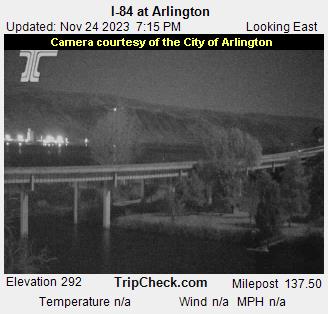 I-84 at Arlington
Updated: Nov 24 2023 7:15 PM Looking East
Camera courtesy of the City of Arlington
Elevation 292 TripCheck.com Milepost 137.50
Temperature n/a Wind n/a MPH n/a